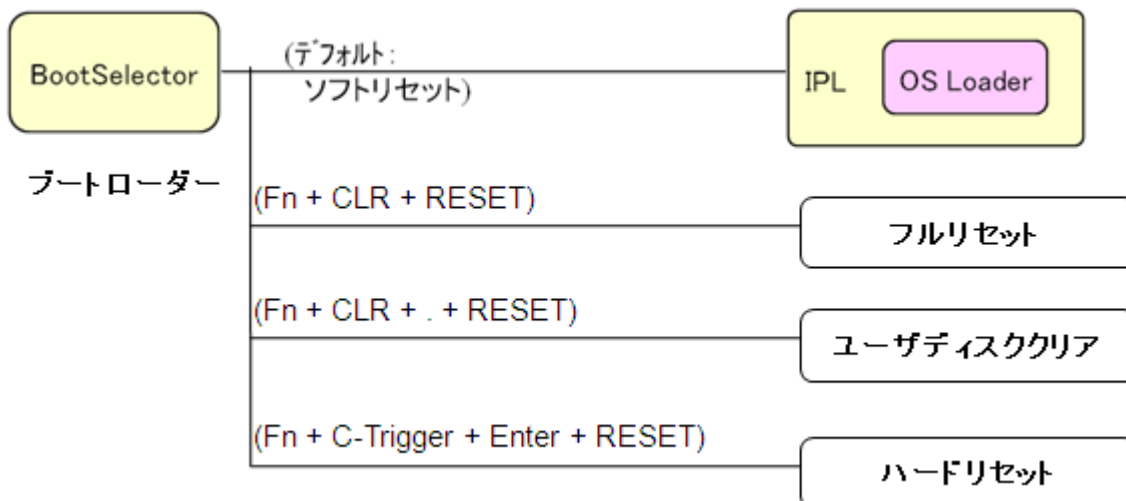 BootSelector
(デフォルト:
ソフトリセット)
IPL
OS Loader
ブートローダー
(Fn + CLR + RESET)
フルリセット
(Fn + CLR + . + RESET)
ユーザディスククリア
(Fn + C-Trigger + Enter + RESET)
ハードリセット